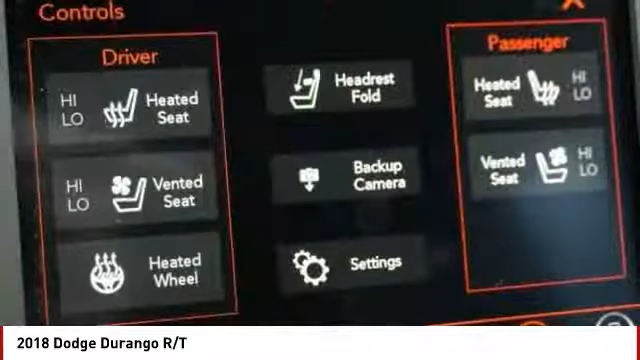 Controls
Driver
HI
LO
Heated
Seat
HI
LO
Vented
Seat
Heated
Wheel
Headrest
Fold
Backup
Camera
Settings
Passenger
Heated
Seat
HI
LO
Vented
Seat
HI
LO
2018 Dodge Durango R/T